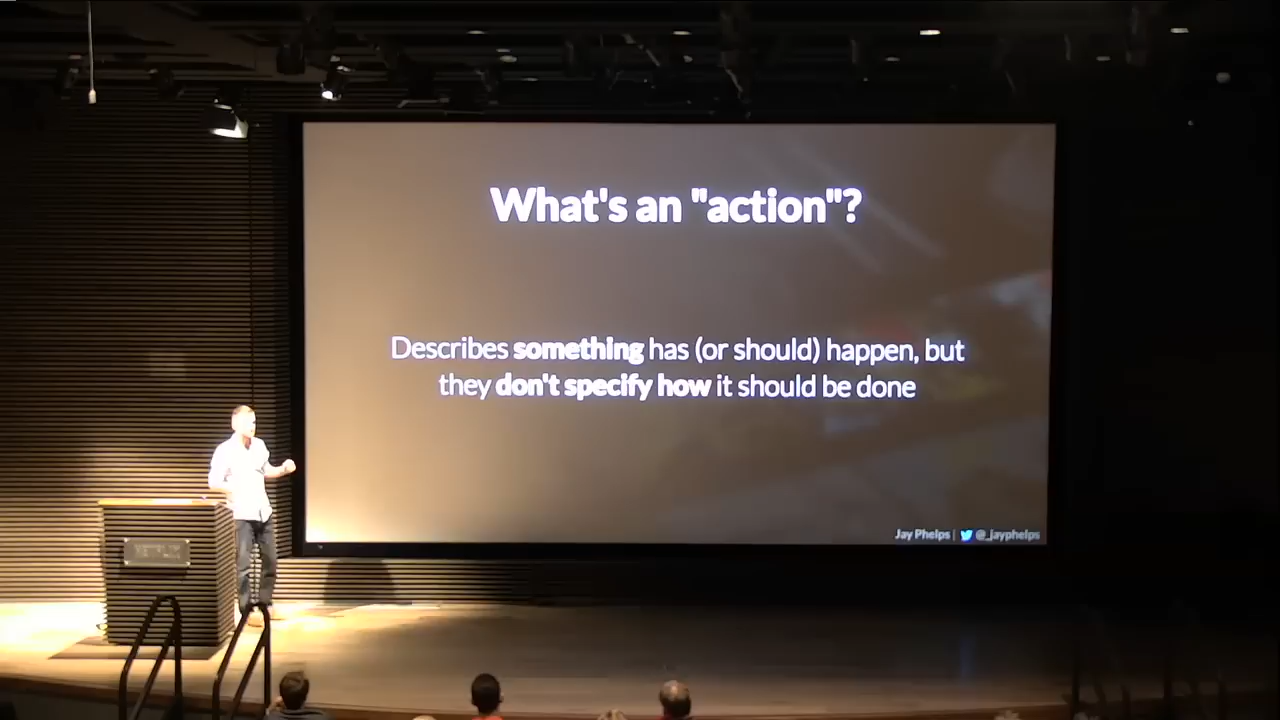 What's an "action"?
Describes something has (or should) happen, but
they don't specify how it should be done
Jay Phelps | @_jayphelps
NETFLIX